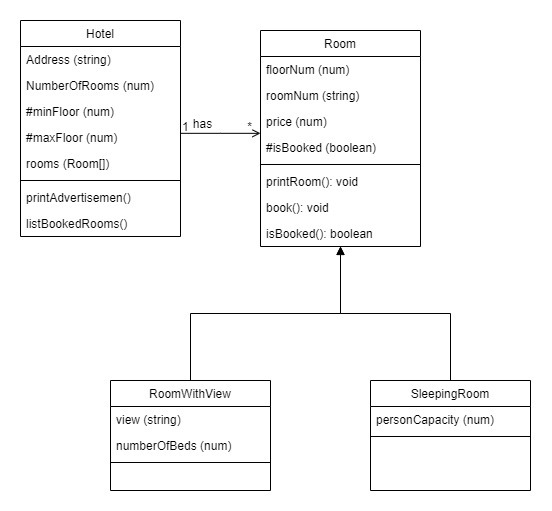 Hotel
Address (string)
NumberOfRooms (num)
#minFloor (num)
#maxFloor (num)
rooms (Room[])
printAdvertisemen()
listBookedRooms()
1 has *
Room
floorNum (num)
roomNum (string)
price (num)
#isBooked (boolean)
printRoom(): void
book(): void
isBooked(): boolean
RoomWithView
view (string)
numberOfBeds (num)
SleepingRoom
personCapacity (num)